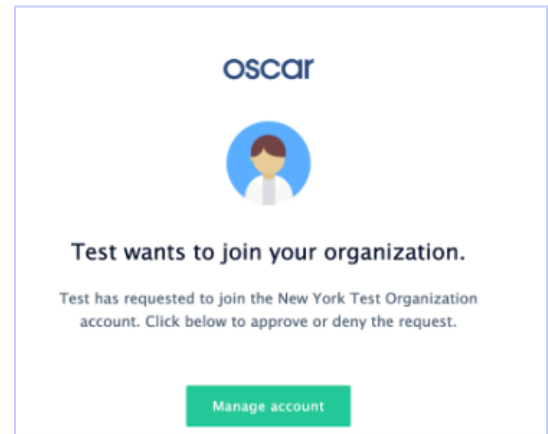 oscar
Test wants to join your organization.
Test has requested to join the New York Test Organization
account. Click below to approve or deny the request.
Manage account